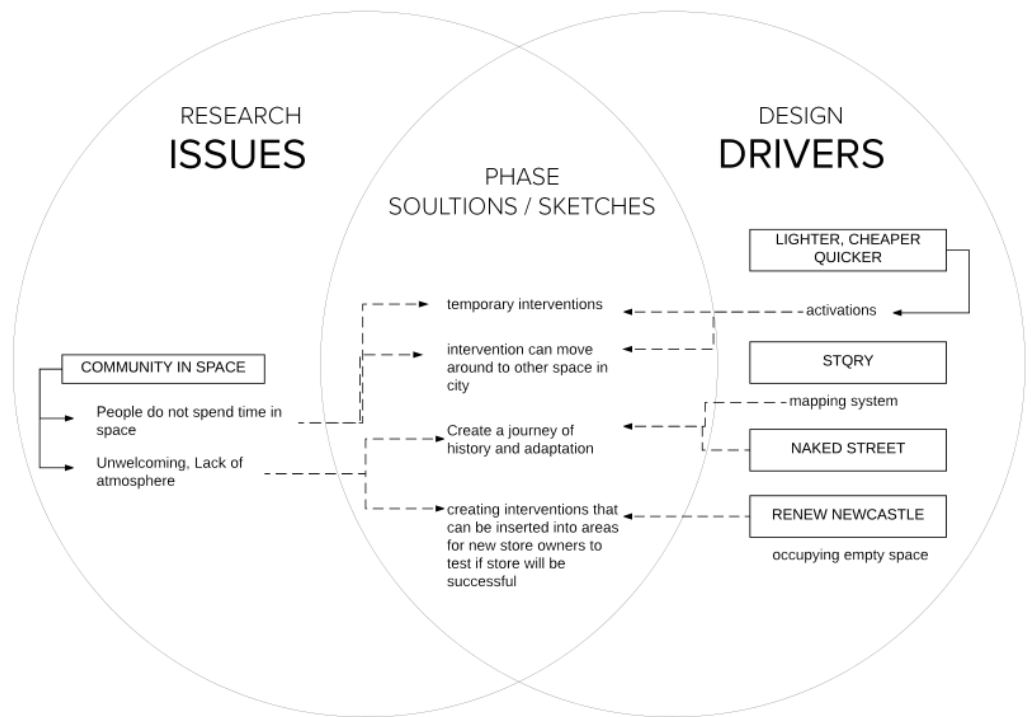 RESEARCH
ISSUES
DESIGN
DRIVERS
PHASE
SOULTIONS / SKETCHES
COMMUNITY IN SPACE
People do not spend time in
space
Unwelcoming, Lack of
atmosphere
temporary interventions
intervention can move
around to other space in
city
Create a journey of
history and adaptation
creating interventions that
can be inserted into areas
for new store owners to
test if store will be
successful
LIGHTER, CHEAPER
QUICKER
activations
STQRY
mapping system
NAKED STREET
RENEW NEWCASTLE
occupying empty space